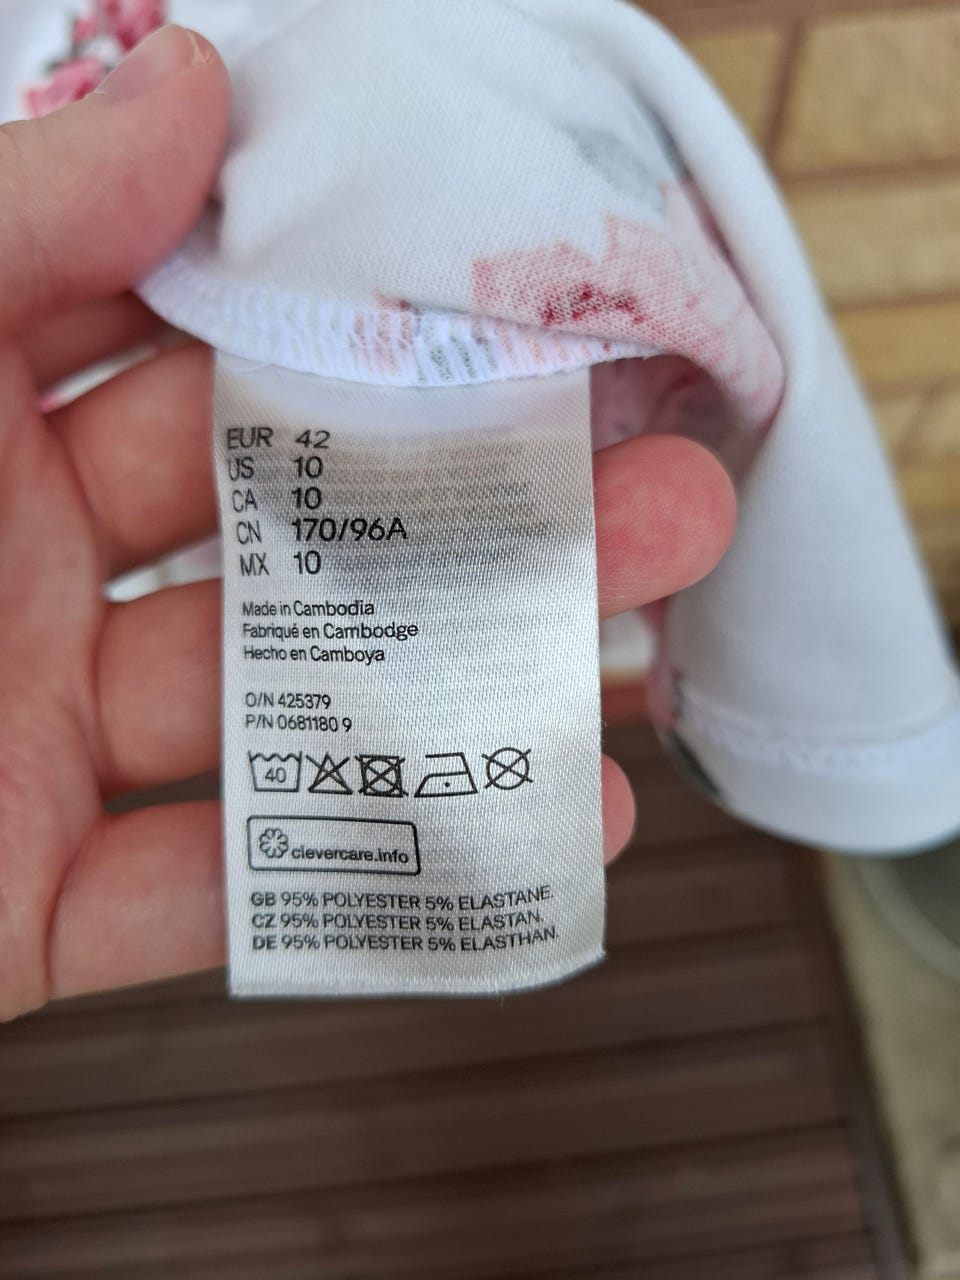 EUR 42
US 10
CA 10
CN 170/96A
MX 10
Made in Cambodia
Fabriqué en Cambodge
Hecho en Camboya
O/N 425379
P/N 0681180 9
40
clevercare.info
GB 95% POLYESTER 5% ELASTANE.
CZ 95% POLYESTER 5% ELASTAN.
DE 95% POLYESTER 5% ELASTHAN.